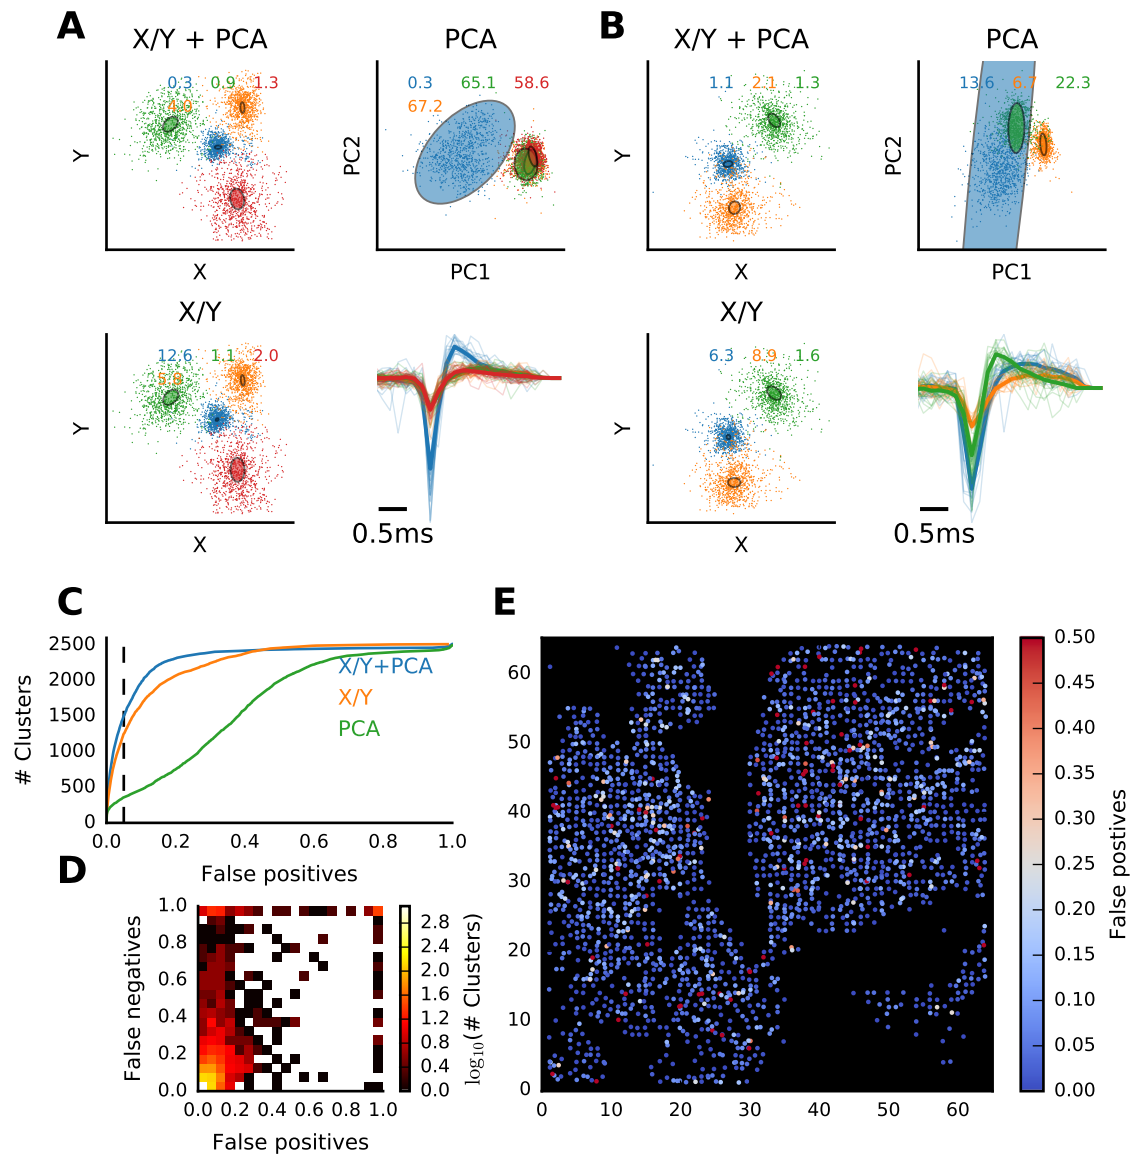 A
B
X/Y + PCA
PCA
X/Y + PCA
PCA
0.3 0.9 1.3
4.0
Y
X
0.3 65.1 58.6
67.2
PC2
PC1
1.1 2.1 1.3
Y
X
13.6 6.7 22.3
PC2
PC1
X/Y
X/Y
12.6 1.1 2.0
5.8
Y
X
0.5ms
6.3 8.9 1.6
Y
X
0.5ms
C
2500
2000
1500
1000
500
0
# Clusters
0.0 0.2 0.4 0.6 0.8 1.0
False positives
X/Y+PCA
X/Y
PCA
D
1.0
0.8
0.6
0.4
0.2
0.0
False negatives
0.0 0.2 0.4 0.6 0.8 1.0
False positives
2.8
2.4
2.0
1.6
1.2
0.8
0.4
0.0
log10(# Clusters)
E
60
50
40
30
20
10
0
0 10 20 30 40 50 60
0.50
0.45
0.40
0.35
0.30
0.25
0.20
0.15
0.10
0.05
0.00
False postives